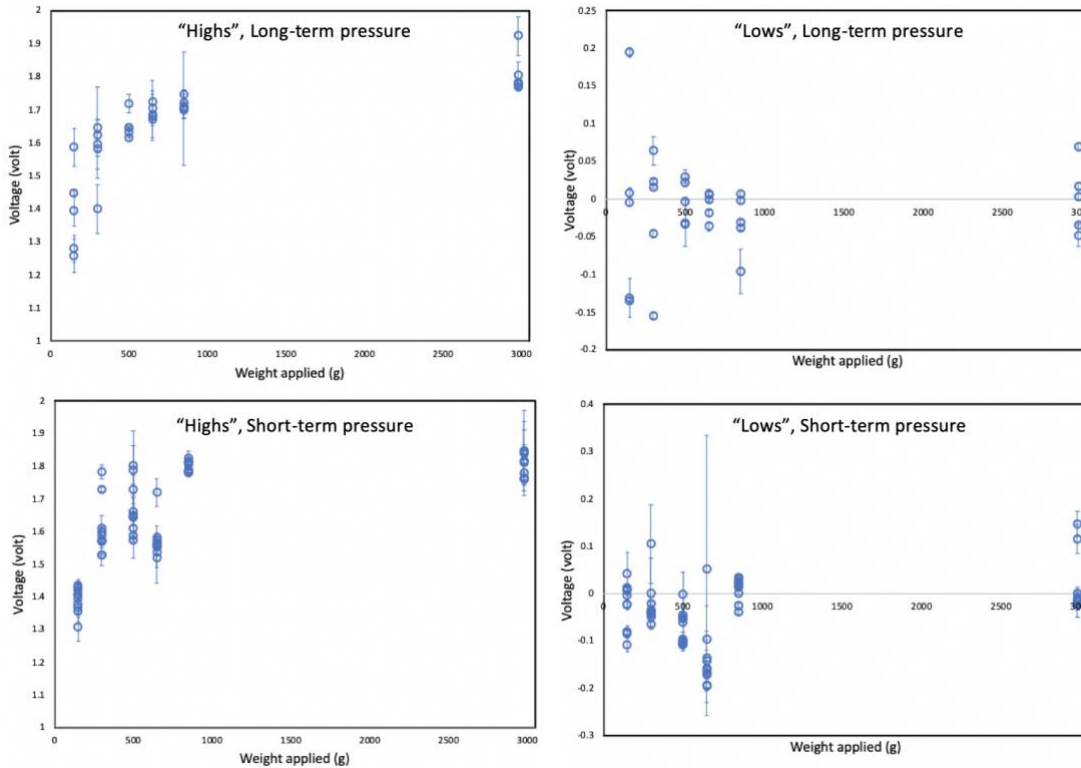 “Highs”, Long-term pressure
2
1.9
1.8
1.7
1.6
1.5
1.4
1.3
1.2
1.1
1
Voltage (volt)
0 500 1000 1500 2000 2500 3000
Weight applied (g)
“Lows”, Long-term pressure
0.25
0.2
0.15
0.1
0.05
0
-0.05
-0.1
-0.15
-0.2
Voltage (volt)
0 500 1000 1500 2000 2500
Weight applied (g)
“Highs”, Short-term pressure
2
1.9
1.8
1.7
1.6
1.5
1.4
1.3
1.2
1.1
1
Voltage (volt)
0 500 1000 1500 2000 2500 3000
Weight applied (g)
“Lows”, Short-term pressure
0.4
0.3
0.2
0.1
0
-0.1
-0.2
-0.3
Voltage (volt)
0 500 1000 1500 2000 2500
Weight applied (g)